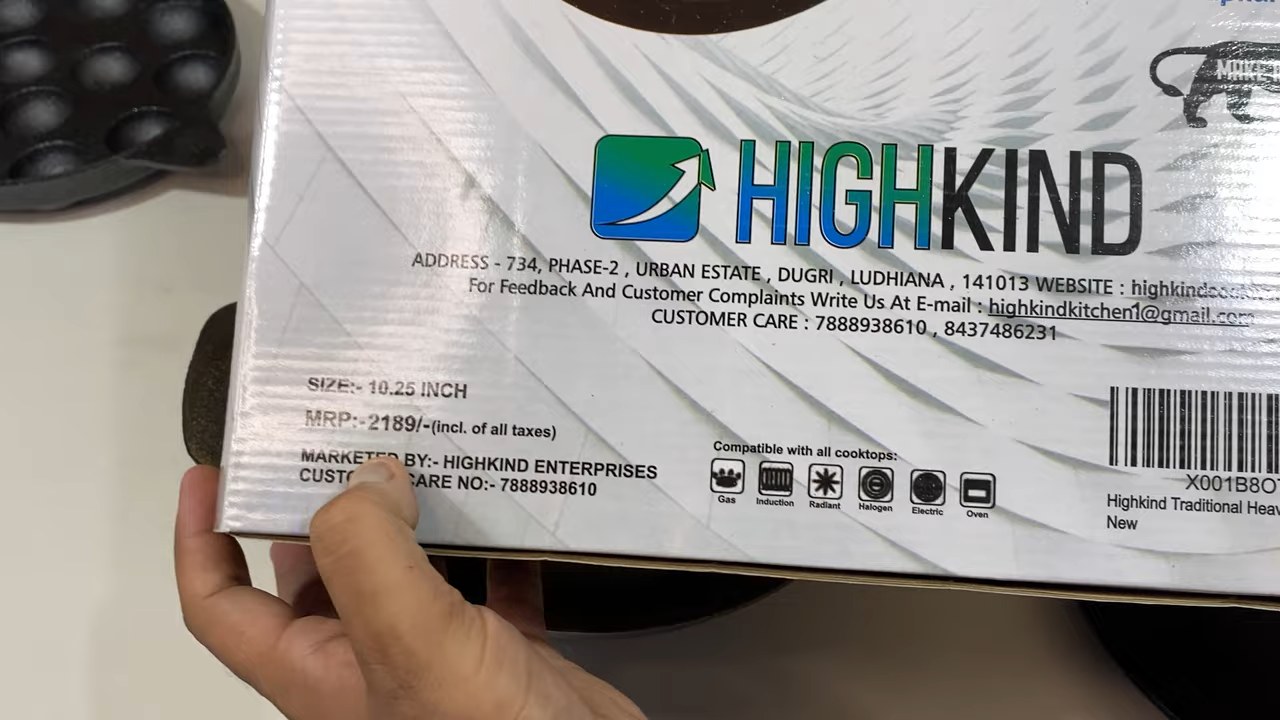 MAKE
HIGHKIND
ADDRESS - 734, PHASE-2 , URBAN ESTATE , DUGRI , LUDHIANA , 141013 WEBSITE :
For Feedback And Customer Complaints Write Us At E-mail : highkindkitchen1@gmail.com
CUSTOMER CARE : 7888938610 , 8437486231
SIZE:- 10.25 INCH
MRP:-2189/-(incl. of all taxes)
MARKETED BY:- HIGHKIND ENTERPRISES
CARE NO:- 7888938610
Compatible with all cooktops:
Gas Induction Radiant Halogen Electric Oven
X001B8O
Highkind Traditional
New